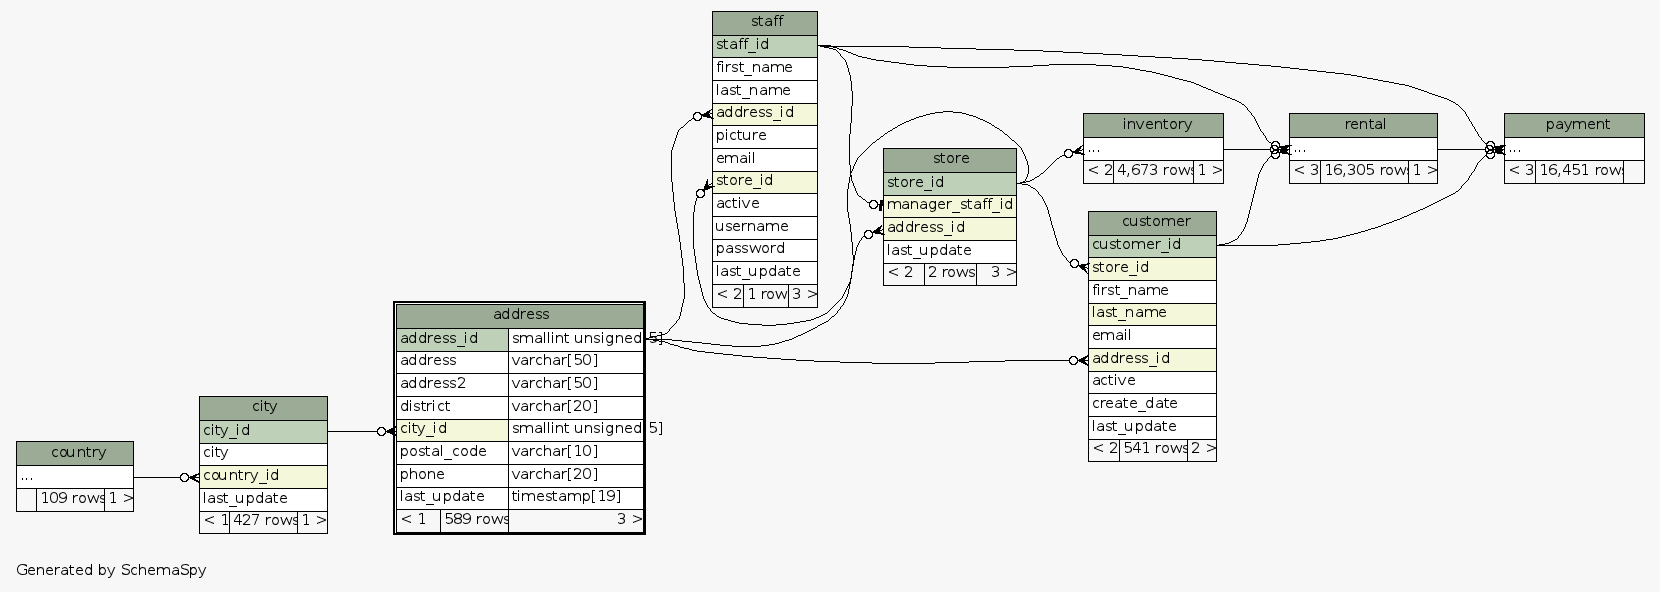 staff
staff_id
first_name
last_name
address_id
picture
email
store_id
active
username
password
last_update
< 2 1 row 3 >
store
store_id
manager_staff_id
address_id
last_update
< 2 2 rows 3 >
inventory
...
< 2 4,673 rows 1 >
rental
...
< 3 16,305 rows 1 >
payment
...
< 3 16,451 rows
customer
customer_id
store_id
first_name
last_name
email
address_id
active
create_date
last_update
< 2 541 rows 2 >
address
address_id smallint unsigned[5]
address varchar[50]
address2 varchar[50]
district varchar[20]
city_id smallint unsigned[5]
postal_code varchar[10]
phone varchar[20]
last_update timestamp[19]
< 1 589 rows 3 >
city
city_id
city
country_id
last_update
< 1 427 rows 1 >
country
...
109 rows 1 >
Generated by SchemaSpy